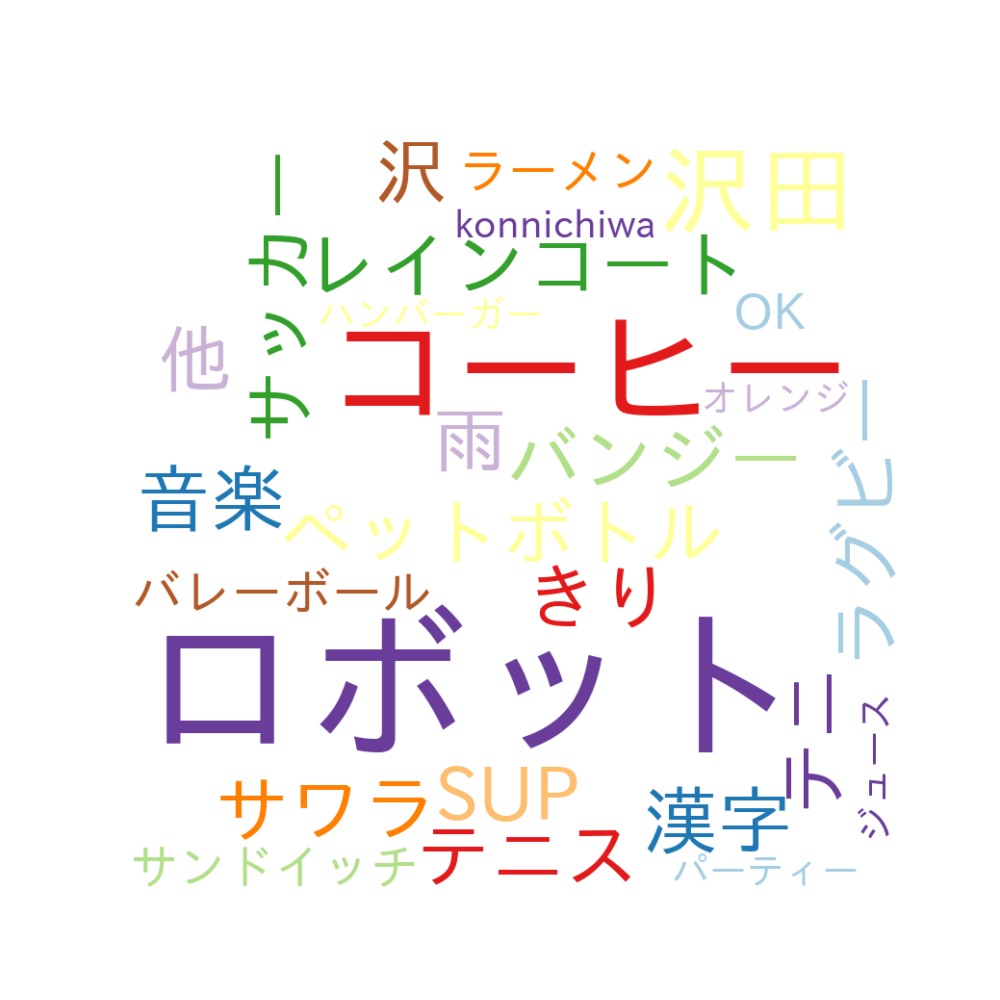 沢
ラーメン
沢田
konnichiwa
サッカー
レインコート
ハンバーガー
OK
他
コーヒー
オレンジ
雨
バンジー
音楽
ペットボトル
ラグビー
バレーボール
きり
ロボット
テニ
ジュース
サワラ
SUP
漢字
サンドイッチ
テニス
パーティー